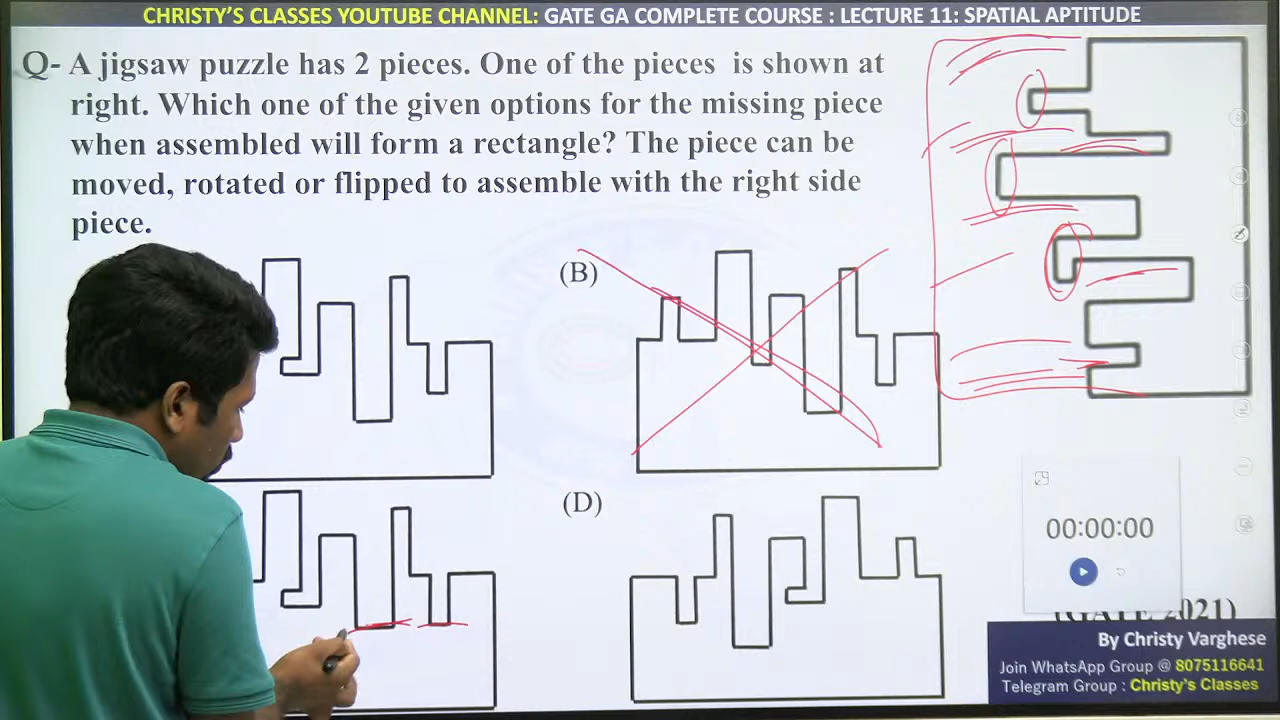 CHRISTY'S CLASSES YOUTUBE CHANNEL: GATE GA COMPLETE COURSE : LECTURE 11: SPATIAL APTITUDE
Q- A jigsaw puzzle has 2 pieces. One of the pieces is shown at
right. Which one of the given options for the missing piece
when assembled will form a rectangle? The piece can be
moved, rotated or flipped to assemble with the right side
piece.
(B)
(D)
00:00:00
(GATE 2021)
By Christy Varghese
Join WhatsApp Group @ 8075116641
Telegram Group : Christy's Classes